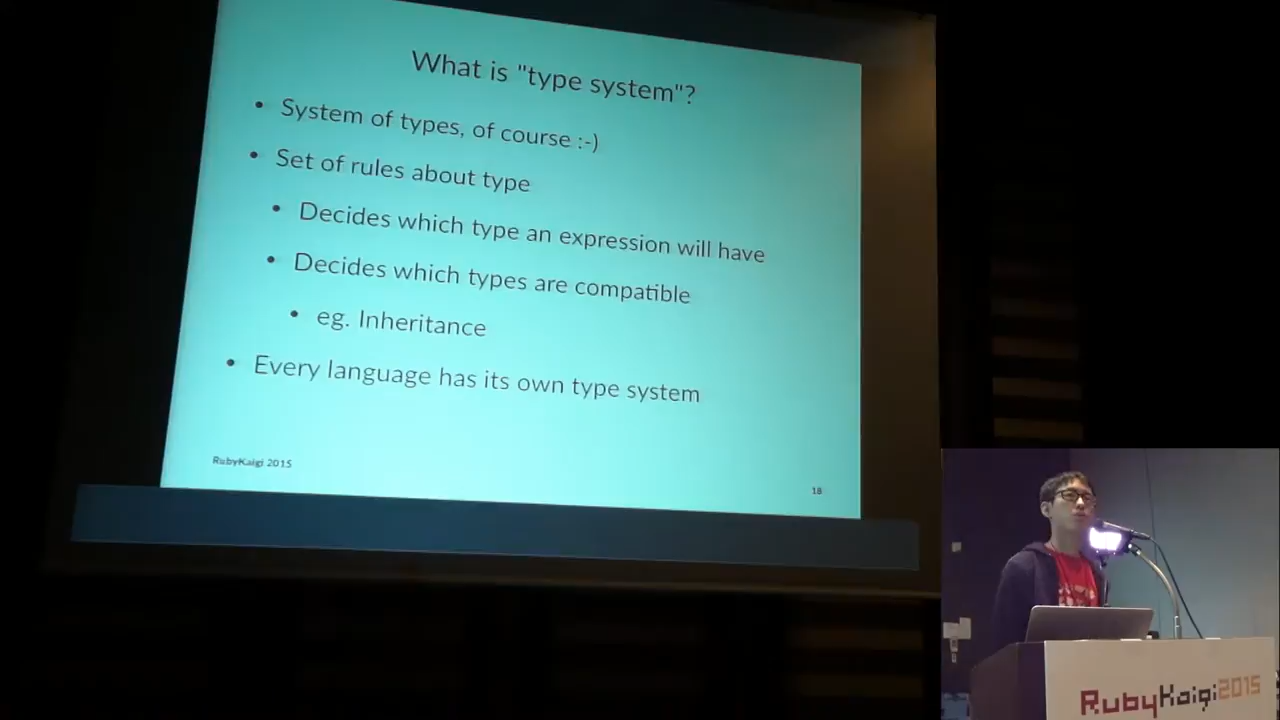 What is "type system"?
• System of types, of course :-)
• Set of rules about type
• Decides which type an expression will have
• Decides which types are compatible
• eg. Inheritance
• Every language has its own type system
RubyKaigi 2015
18
RubyKaigi2015